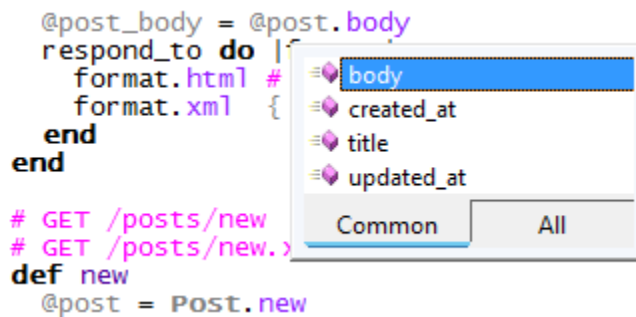 @post_body = @post.body
respond_to do |
format.html #
format.xml {
end
end
body
created_at
title
updated_at
Common All
# GET /posts/new
# GET /posts/new.x
def new
@post = Post.new